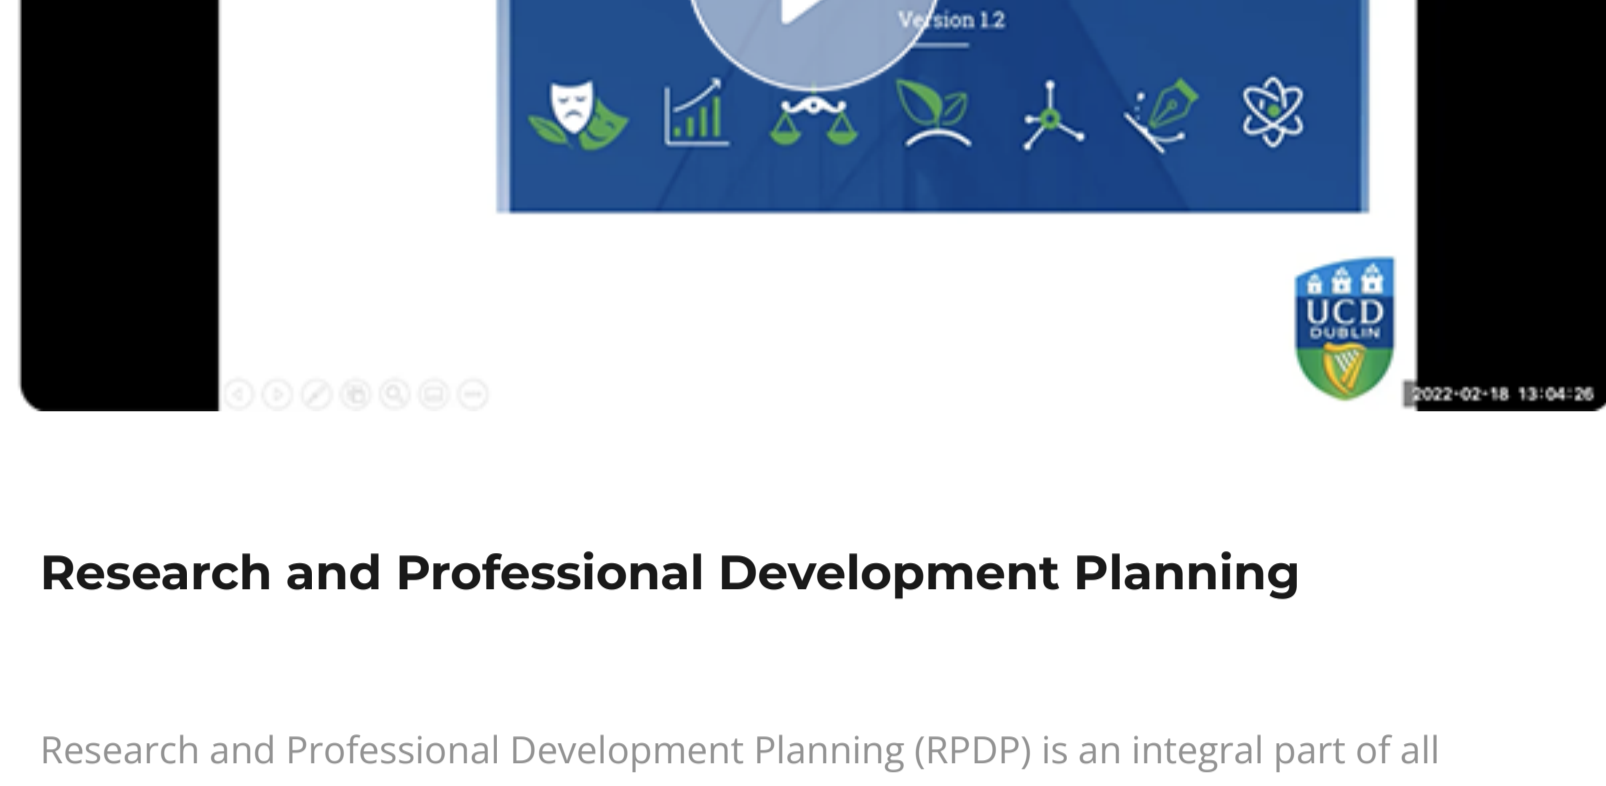 Version 1.2
UCD
DUBLIN
2022-02-18 13:04:26
Research and Professional Development Planning
Research and Professional Development Planning (RPDP) is an integral part of all